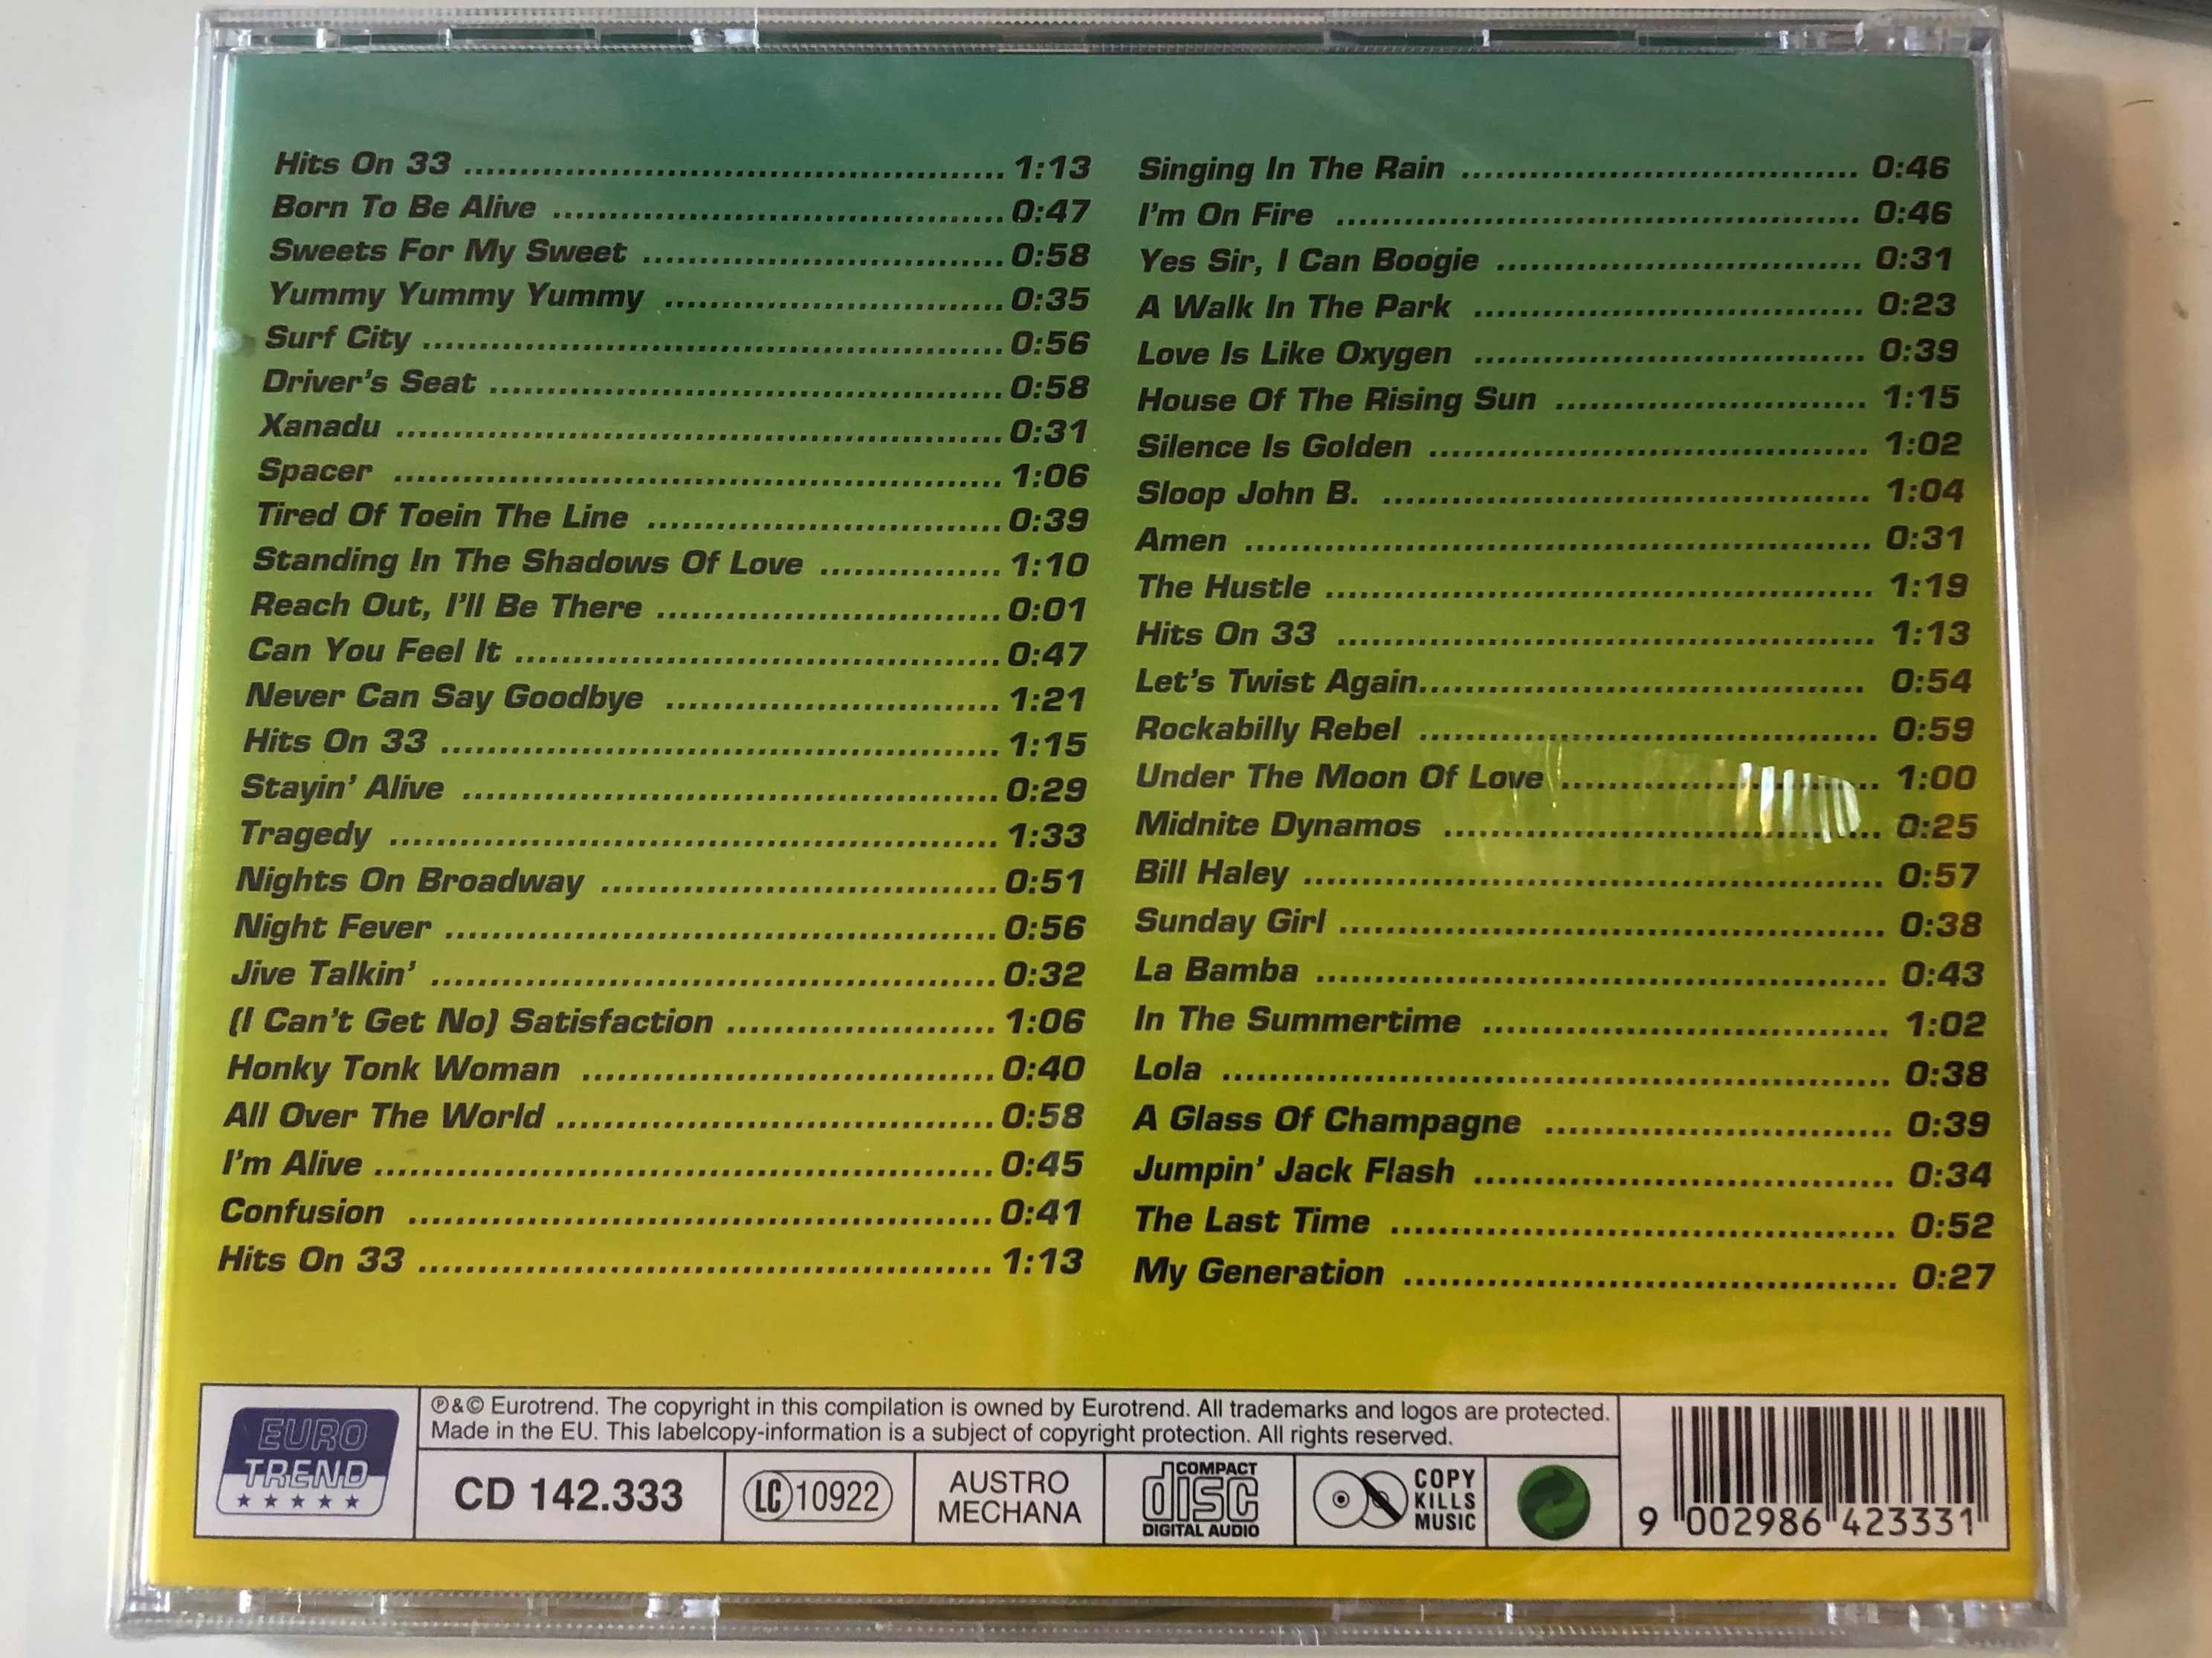 Hits On 33 ........ 1:13
Born To Be Alive ........ 0:47
Sweets For My Sweet ........ 0:58
Yummy Yummy Yummy ........ 0:35
Surf City ........ 0:56
Driver's Seat ........ 0:58
Xanadu ........ 0:31
Spacer ........ 1:06
Tired Of Toein The Line ........ 0:39
Standing In The Shadows Of Love ........ 1:10
Reach Out, I'll Be There ........ 0:01
Can You Feel It ........ 0:47
Never Can Say Goodbye ........ 1:21
Hits On 33 ........ 1:15
Stayin' Alive ........ 0:29
Tragedy ........ 1:33
Nights On Broadway ........ 0:51
Night Fever ........ 0:56
Jive Talkin' ........ 0:32
(I Can't Get No) Satisfaction ........ 1:06
Honky Tonk Woman ........ 0:40
All Over The World ........ 0:58
I'm Alive ........ 0:45
Confusion ........ 0:41
Hits On 33 ........ 1:13
Singing In The Rain ........ 0:46
I'm On Fire ........ 0:46
Yes Sir, I Can Boogie ........ 0:31
A Walk In The Park ........ 0:23
Love Is Like Oxygen ........ 0:39
House Of The Rising Sun ........ 1:15
Silence Is Golden ........ 1:02
Sloop John B. ........ 1:04
Amen ........ 0:31
The Hustle ........ 1:19
Hits On 33 ........ 1:13
Let's Twist Again ........ 0:54
Rockabilly Rebel ........ 0:59
Under The Moon Of Love ........ 1:00
Midnite Dynamos ........ 0:25
Bill Haley ........ 0:57
Sunday Girl ........ 0:38
La Bamba ........ 0:43
In The Summertime ........ 1:02
Lola ........ 0:38
A Glass Of Champagne ........ 0:39
Jumpin' Jack Flash ........ 0:34
The Last Time ........ 0:52
My Generation ........ 0:27
EURO
TREND
℗&© Eurotrend. The copyright in this compilation is owned by Eurotrend. All trademarks and logos are protected.
Made in the EU. This labelcopy-information is a subject of copyright protection. All rights reserved.
CD 142.333
LC 10922
AUSTRO
MECHANA
COMPACT
disc
DIGITAL AUDIO
COPY
KILLS
MUSIC
9 002986 423331